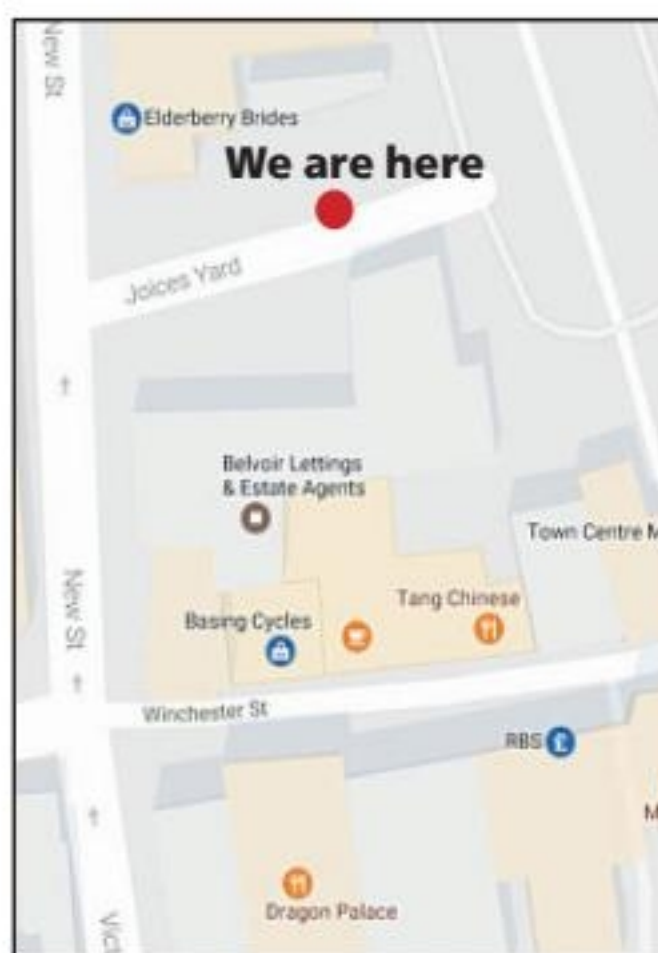 New St
Elderberry Brides
We are here
Joices Yard
Belvoir Lettings
& Estate Agents
Town Centre M
Tang Chinese
New St
Basing Cycles
Winchester St
RBS
M
Dragon Palace
Vict